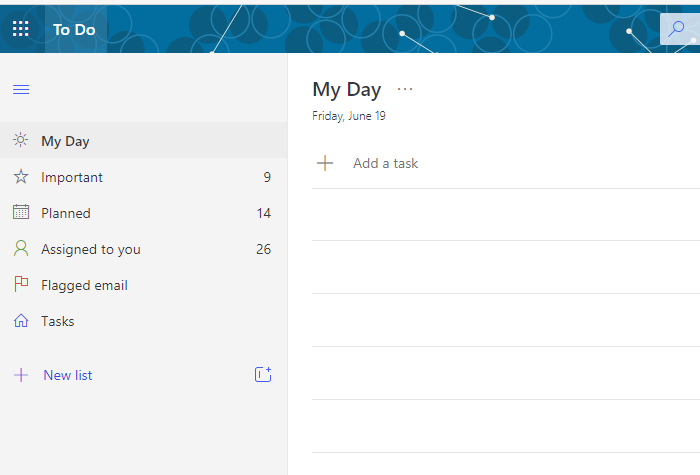 To Do
My Day
Important 9
Planned 14
Assigned to you 26
Flagged email
Tasks
New list
My Day ...
Friday, June 19
Add a task